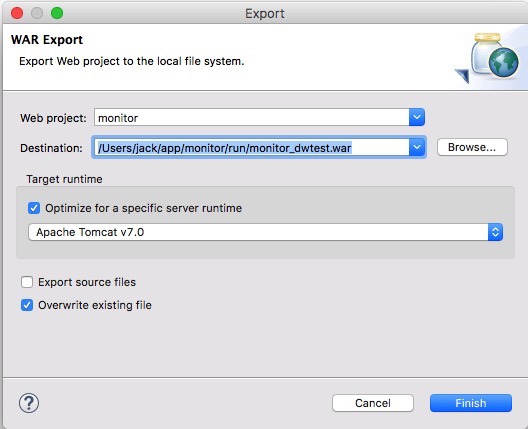 Export
WAR Export
Export Web project to the local file system.
Web project: monitor
Destination: /Users/jack/app/monitor/run/monitor_dwtest.war Browse...
Target runtime
Optimize for a specific server runtime
Apache Tomcat v7.0
Export source files
Overwrite existing file
? Cancel Finish